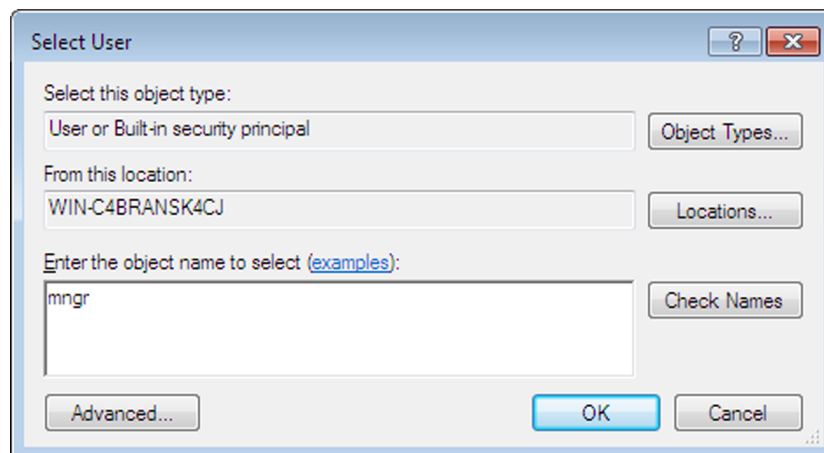 Select User
Select this object type:
User or Built-in security principal
Object Types...
From this location:
WIN-C4BRANSK4CJ
Locations...
Enter the object name to select (examples):
mngr
Check Names
Advanced...
OK
Cancel